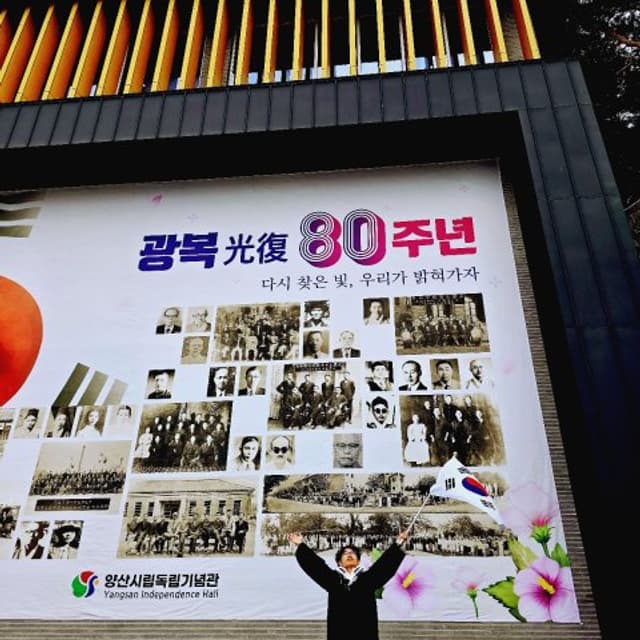 광복 光復 80주년
다시 찾은 빛, 우리가 밝혀가자
양산시립독립기념관
Yangsan Independence Hall